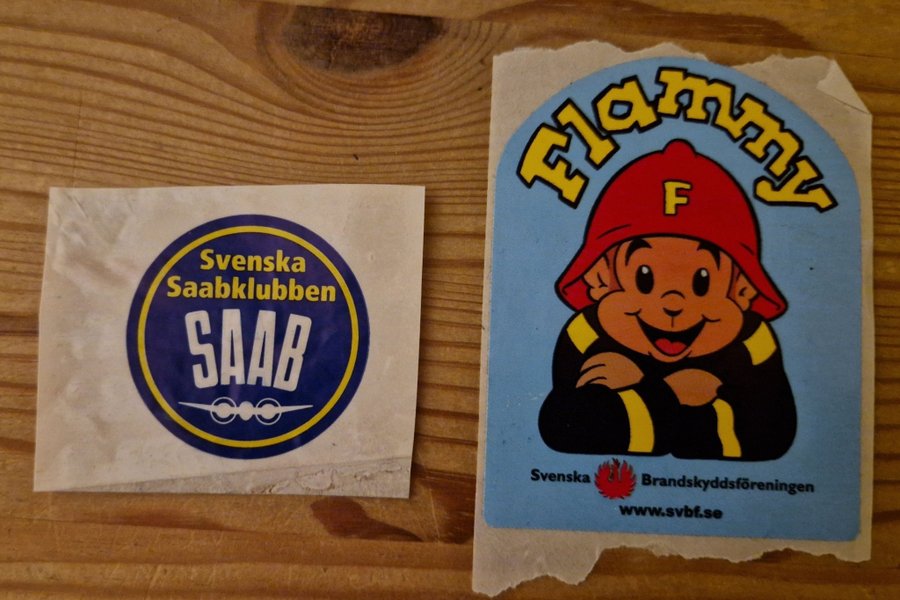 Svenska
Saabklubben
SAAB
Flammy
F
Svenska Brandskyddsföreningen
www.svbf.se